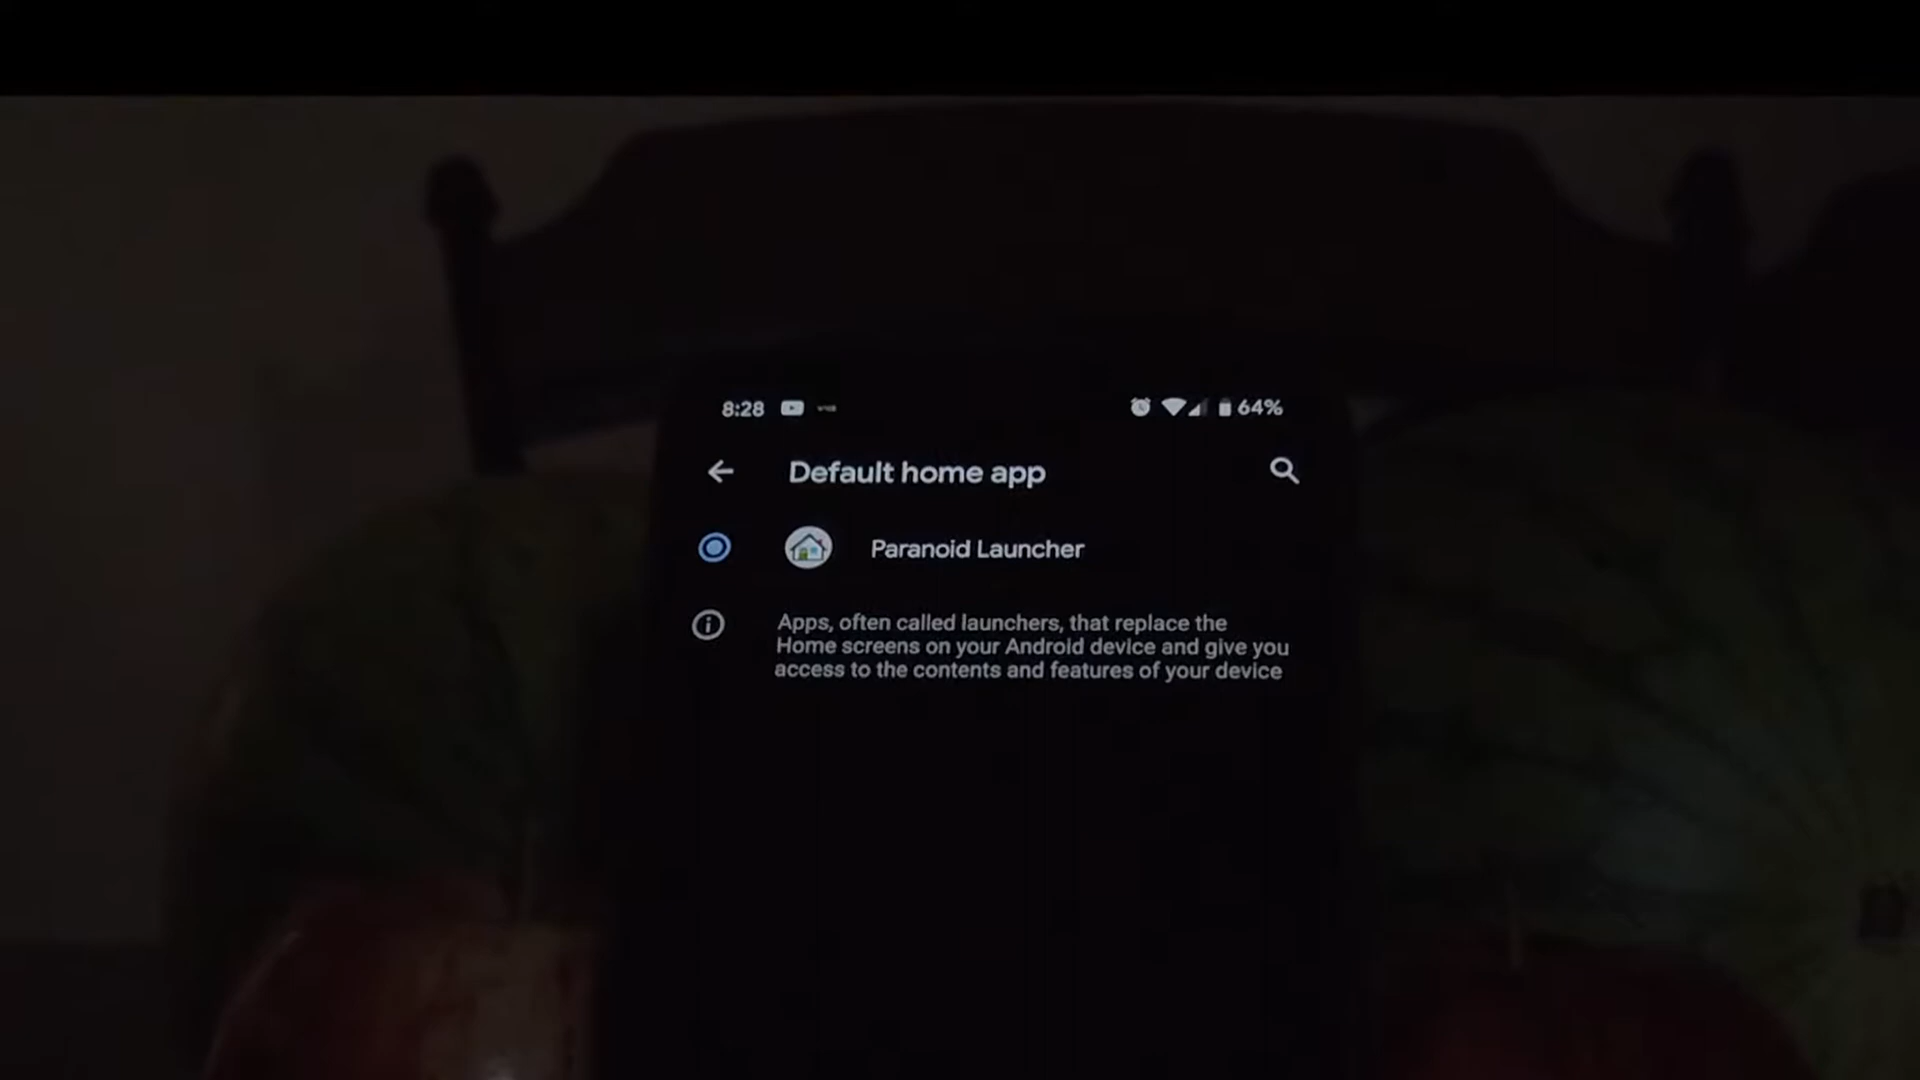 8:28 64%
Default home app
Paranoid Launcher
Apps, often called launchers, that replace the
Home screens on your Android device and give you
access to the contents and features of your device